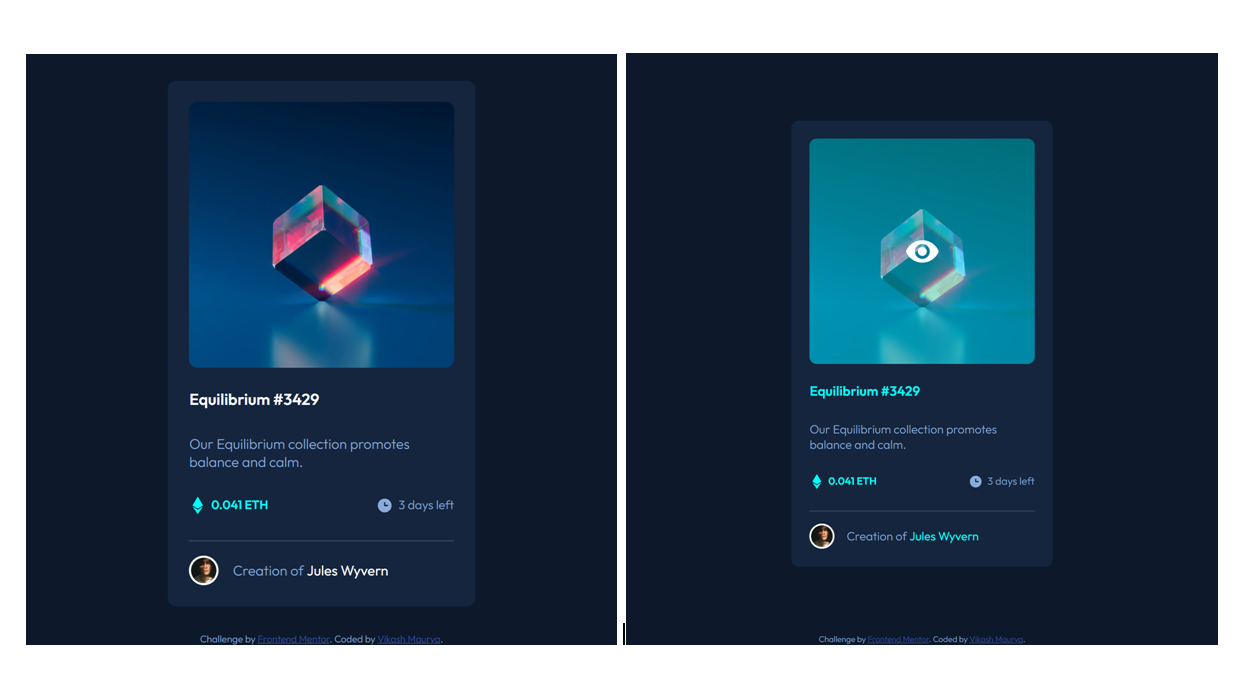 Equilibrium #3429
Our Equilibrium collection promotes
balance and calm.
0.041 ETH
3 days left
Creation of Jules Wyvern
Challenge by Frontend Mentor. Coded by Vikash Maurya.
Equilibrium #3429
Our Equilibrium collection promotes
balance and calm.
0.041 ETH
3 days left
Creation of Jules Wyvern
Challenge by Frontend Mentor. Coded by Vikash Maurya.